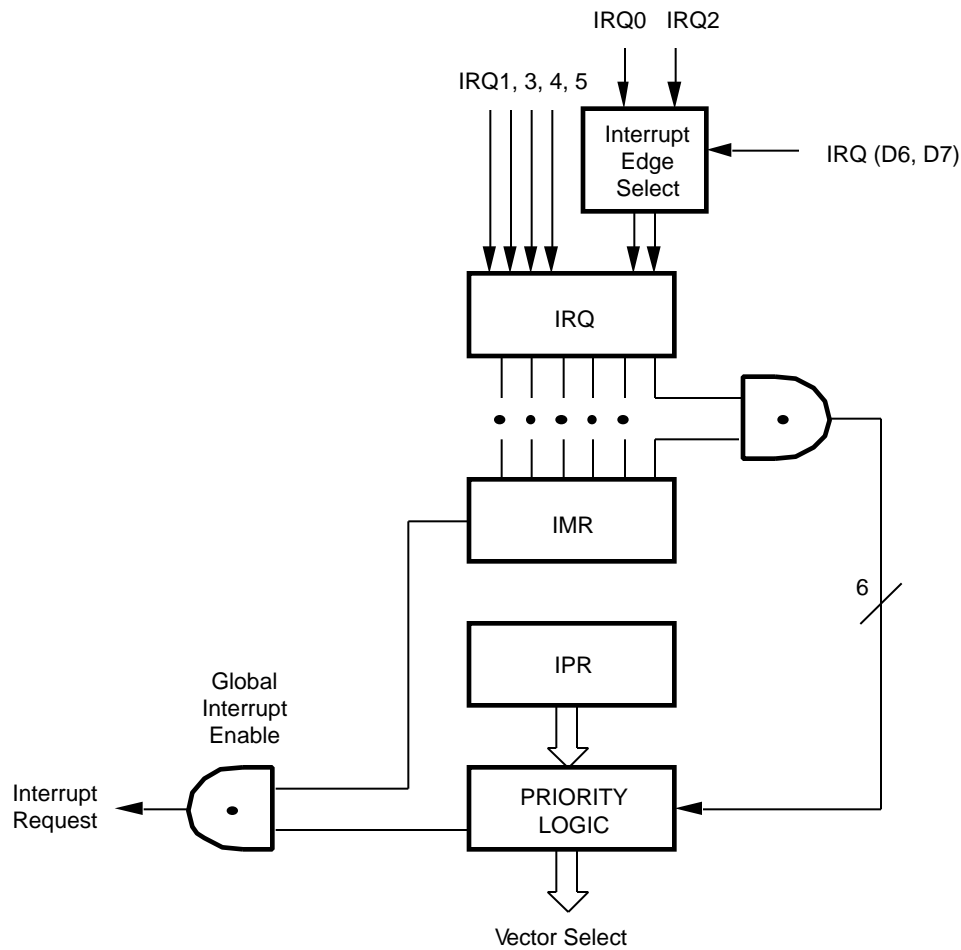 IRQ0 IRQ2
IRQ1, 3, 4, 5
Interrupt
Edge
Select
IRQ (D6, D7)
IRQ
IMR
6
IPR
Global
Interrupt
Enable
Interrupt
Request
PRIORITY
LOGIC
Vector Select